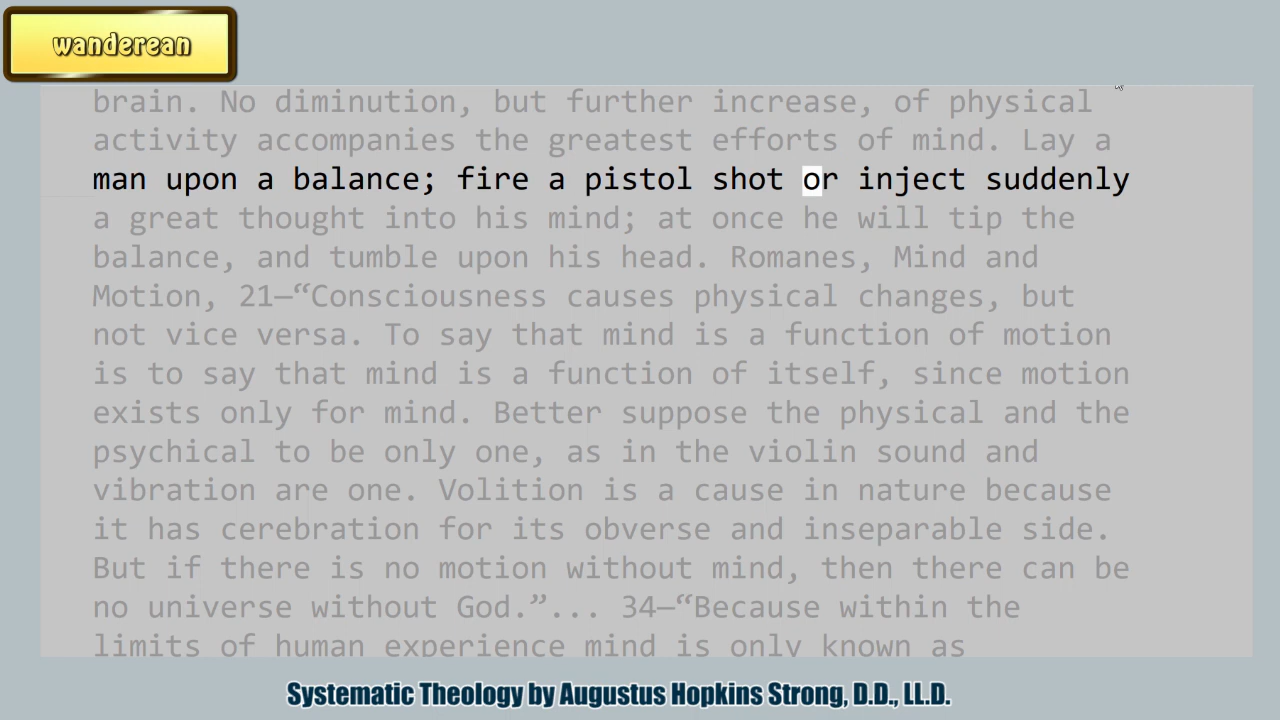 wanderean
brain. No diminution, but further increase, of physical
activity accompanies the greatest efforts of mind. Lay a
man upon a balance; fire a pistol shot or inject suddenly
a great thought into his mind; at once he will tip the
balance, and tumble upon his head. Romanes, Mind and
Motion, 21—“Consciousness causes physical changes, but
not vice versa. To say that mind is a function of motion
is to say that mind is a function of itself, since motion
exists only for mind. Better suppose the physical and the
psychical to be only one, as in the violin sound and
vibration are one. Volition is a cause in nature because
it has cerebration for its obverse and inseparable side.
But if there is no motion without mind, then there can be
no universe without God.”... 34—“Because within the
limits of human experience mind is only known as
Systematic Theology by Augustus Hopkins Strong, D.D., LL.D.